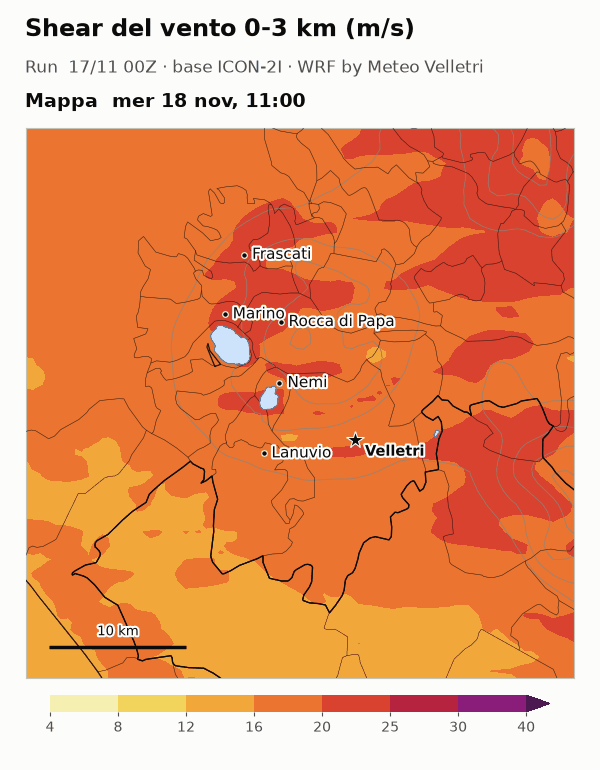 Shear del vento 0-3 km (m/s)
Run  17/11 00Z · base ICON-2I · WRF by Meteo Velletri
Mappa  mer 18 nov, 11:00
Frascati
Marino
Rocca di Papa
Nemi
Velletri
Lanuvio
10 km
4 8 12 16 20 25 30 40